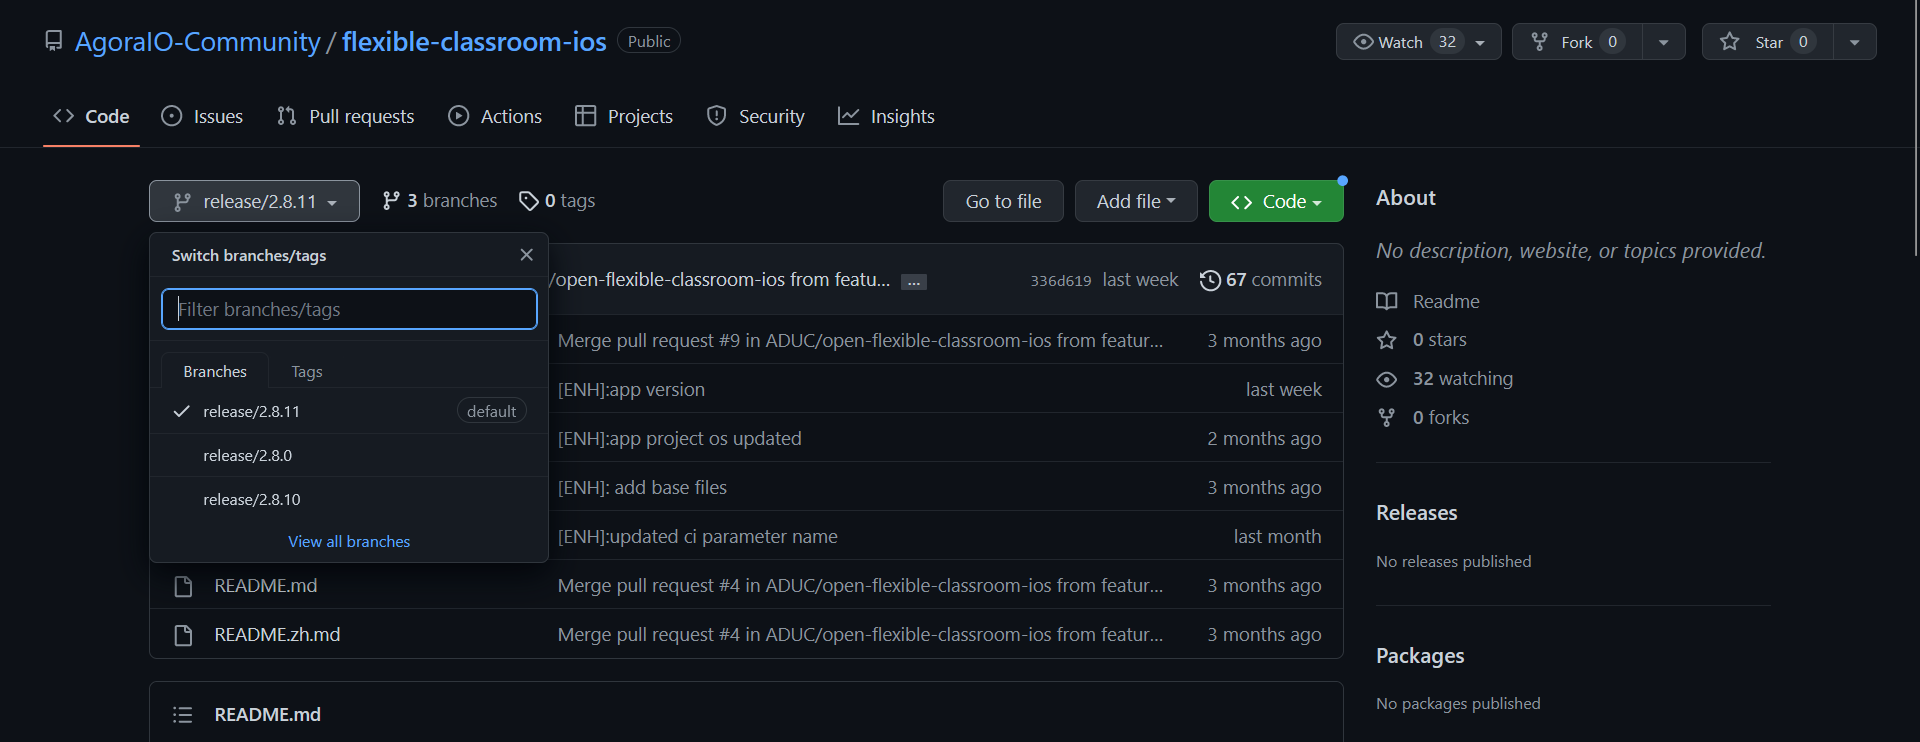 AgoraIO-Community / flexible-classroom-ios Public
Watch 32 Fork 0 Star 0
Code Issues Pull requests Actions Projects Security Insights
release/2.8.11 3 branches 0 tags Go to file Add file Code
Switch branches/tags
Filter branches/tags
Branches Tags
release/2.8.11 default
release/2.8.0
release/2.8.10
View all branches
/open-flexible-classroom-ios from featu... ... 336d619 last week 67 commits
Merge pull request #9 in ADUC/open-flexible-classroom-ios from featur... 3 months ago
[ENH]:app version last week
[ENH]:app project os updated 2 months ago
[ENH]: add base files 3 months ago
[ENH]:updated ci parameter name last month
README.md Merge pull request #4 in ADUC/open-flexible-classroom-ios from featur... 3 months ago
README.zh.md Merge pull request #4 in ADUC/open-flexible-classroom-ios from featur... 3 months ago
README.md
About
No description, website, or topics provided.
Readme
0 stars
32 watching
0 forks
Releases
No releases published
Packages
No packages published